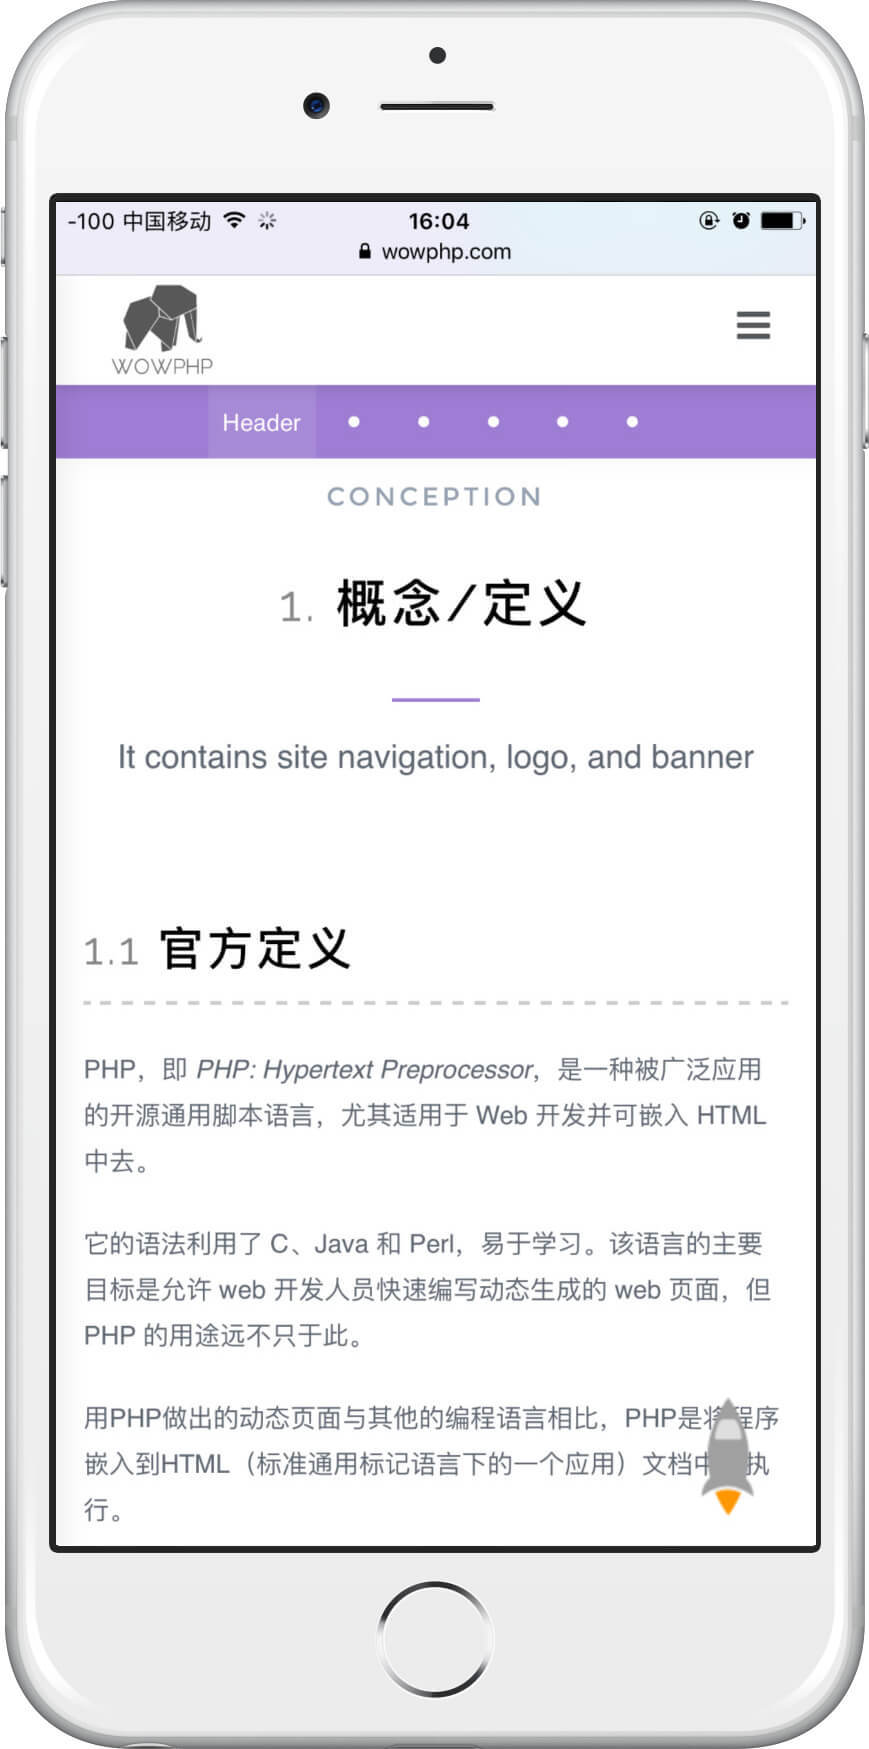 -100 中国移动 16:04
wowphp.com
WOWPHP
Header
CONCEPTION
1. 概念/定义
It contains site navigation, logo, and banner
1.1 官方定义
PHP，即 PHP: Hypertext Preprocessor，是一种被广泛应用
的开源通用脚本语言，尤其适用于 Web 开发并可嵌入 HTML
中去。
它的语法利用了 C、Java 和 Perl，易于学习。该语言的主要
目标是允许 web 开发人员快速编写动态生成的 web 页面，但
PHP 的用途远不只于此。
用PHP做出的动态页面与其他的编程语言相比，PHP是将程序
嵌入到HTML（标准通用标记语言下的一个应用）文档中执
行。